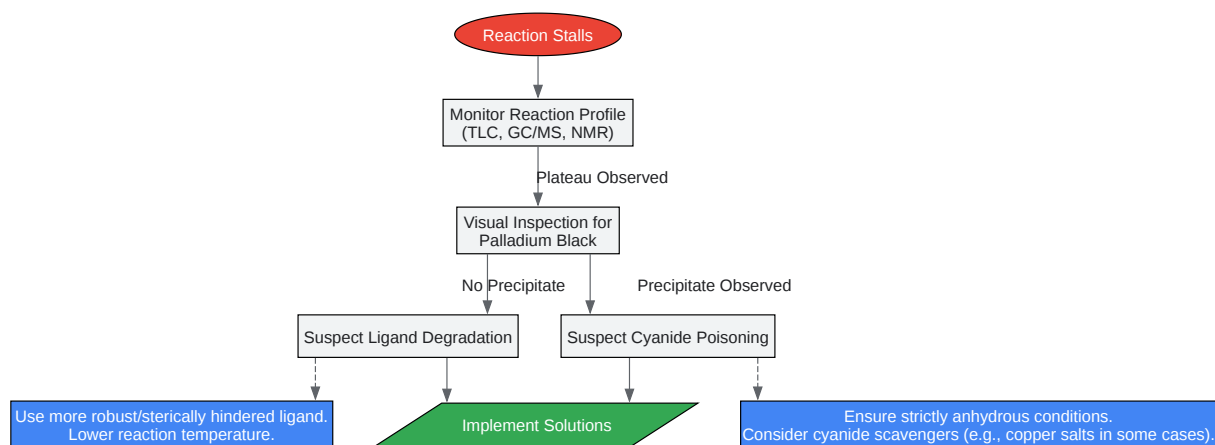 Reaction Stalls
Monitor Reaction Profile
(TLC, GC/MS, NMR)
Plateau Observed
Visual Inspection for
Palladium Black
No Precipitate
Precipitate Observed
Suspect Ligand Degradation
Suspect Cyanide Poisoning
Use more robust/sterically hindered ligand.
Lower reaction temperature.
Implement Solutions
Ensure strictly anhydrous conditions.
Consider cyanide scavengers (e.g., copper salts in some cases).